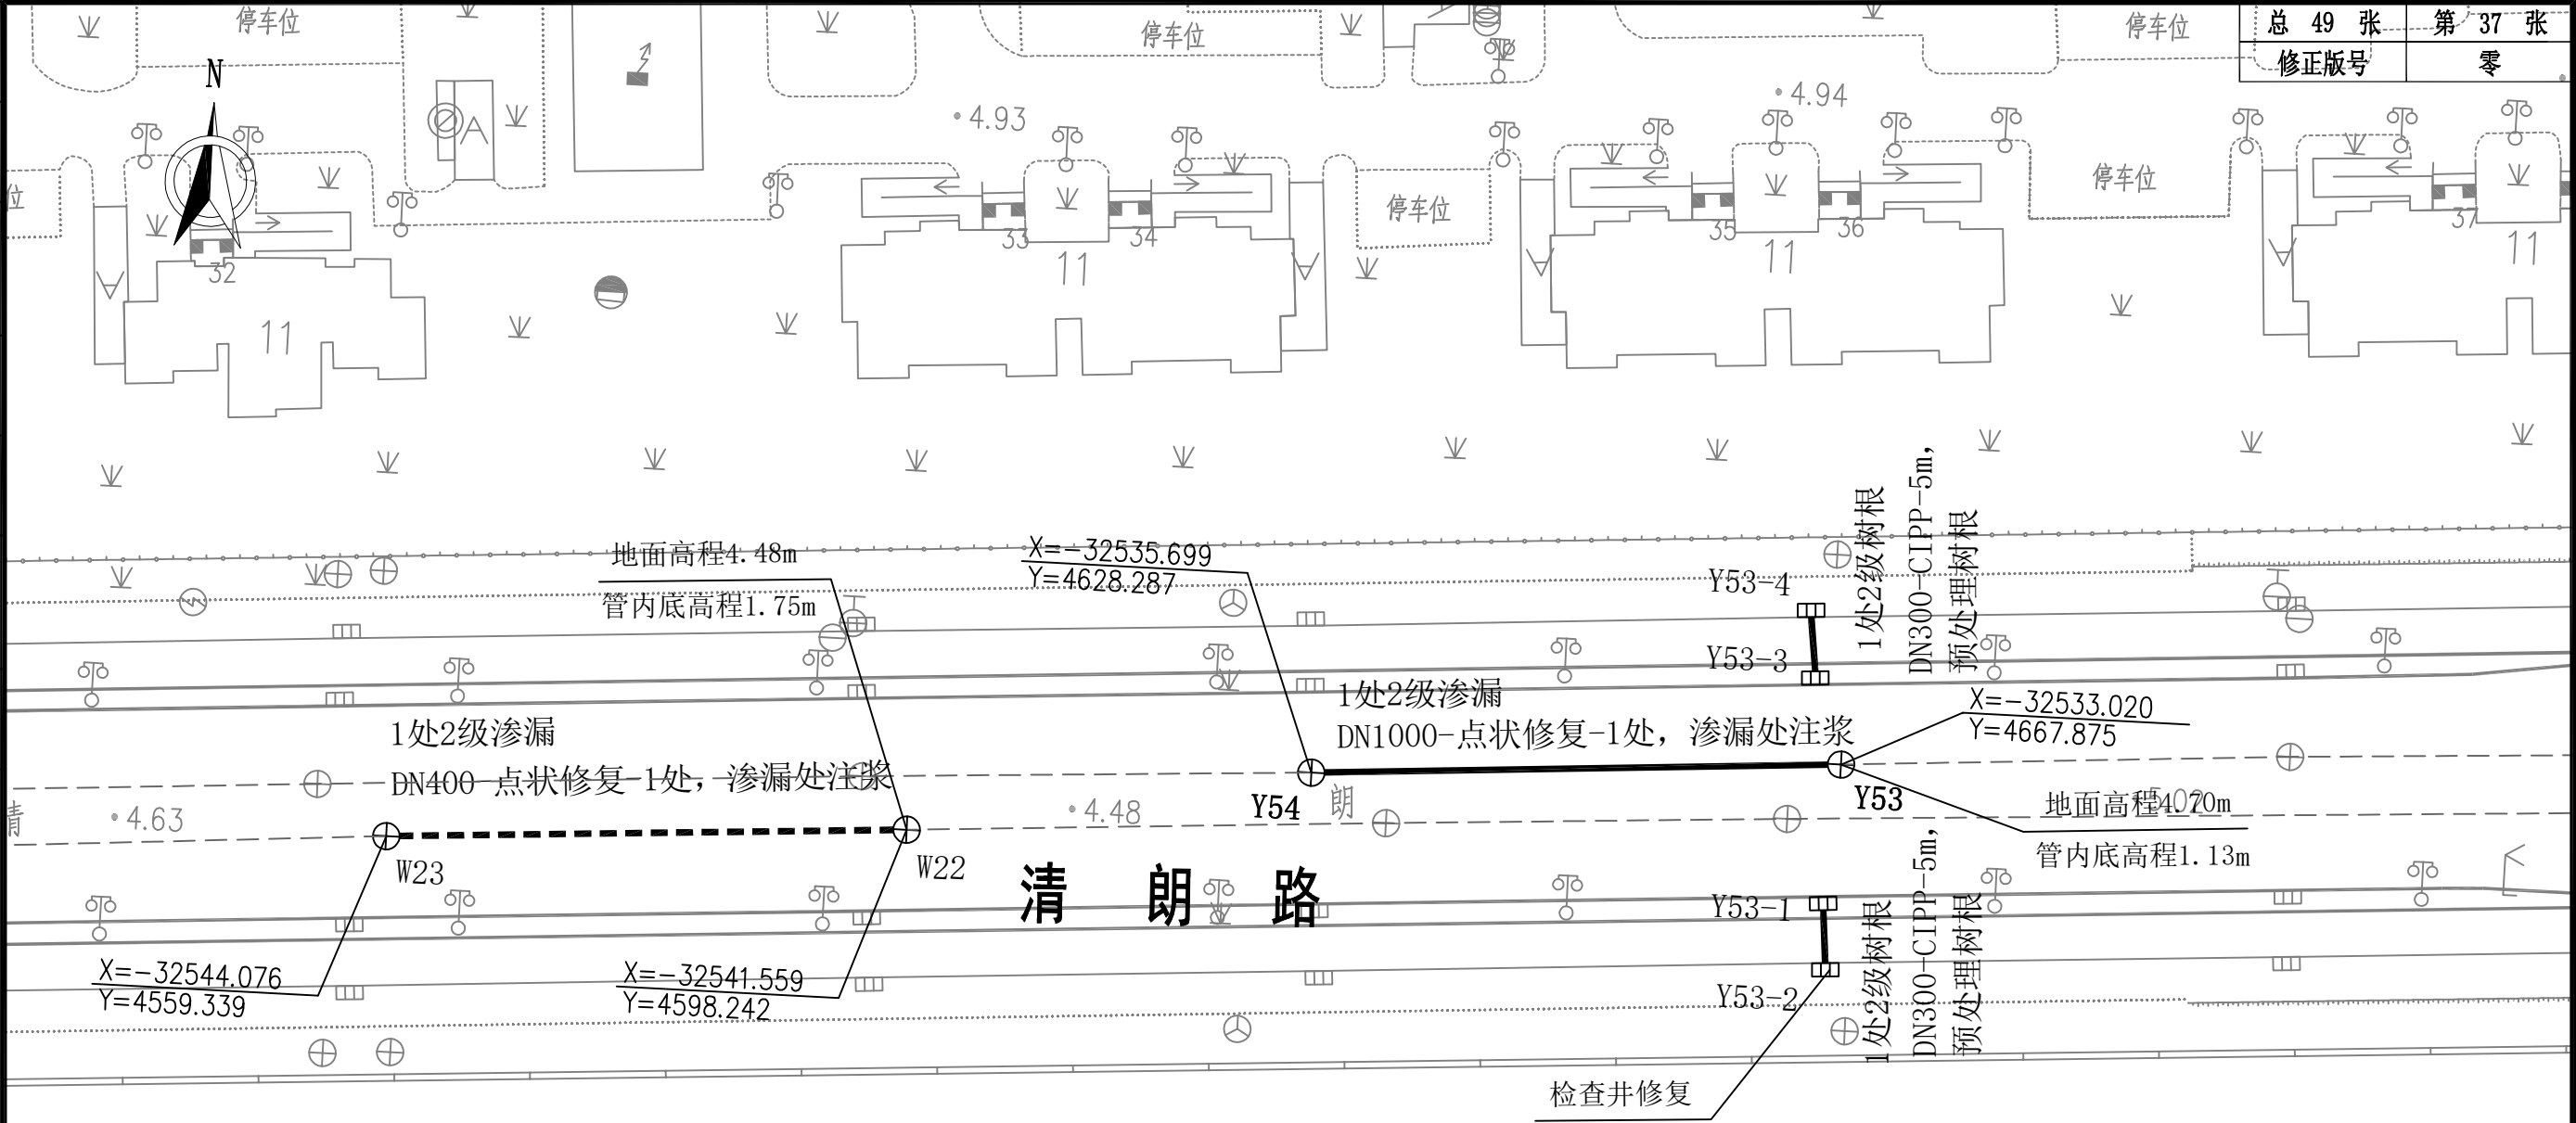 总 49 张 第 37 张
修正版号 零
停车位
停车位
停车位
N
4.93
4.94
位
停车位
停车位
A
32
33
34
35
36
37
11
11
11
11
地面高程4.48m
管内底高程1.75m
X=-32535.699
Y=4628.287
Y53-4
Y53-3
1处2级树根
DN300-CIPP-5m,
预处理树根
1处2级渗漏
DN400-点状修复-1处，渗漏处注浆
1处2级渗漏
DN1000-点状修复-1处，渗漏处注浆
X=-32533.020
Y=4667.875
清
4.63
4.48
Y54
朗
Y53
地面高程4.70m
5.02
管内底高程1.13m
W23
W22
清 朗 路
Y53-1
Y53-2
1处2级树根
DN300-CIPP-5m,
预处理树根
X=-32544.076
Y=4559.339
X=-32541.559
Y=4598.242
检查井修复